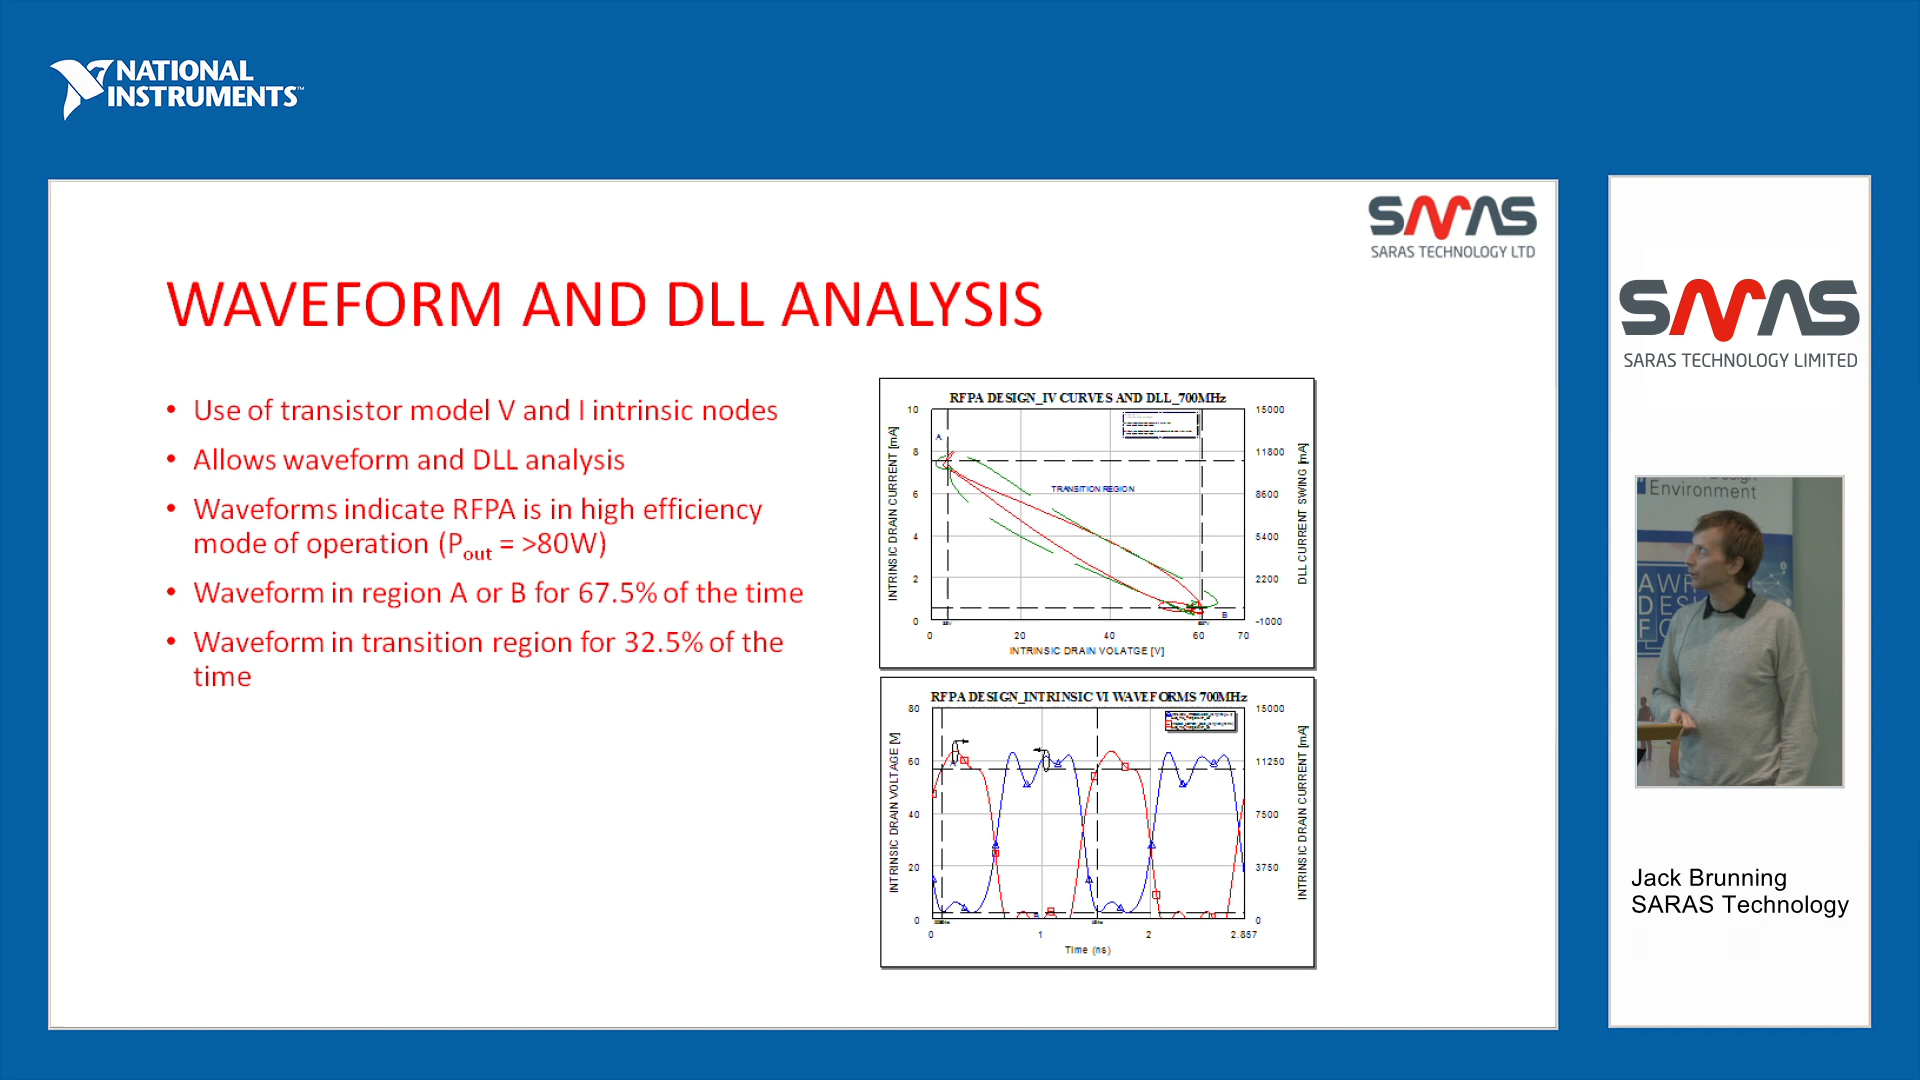 NATIONAL
INSTRUMENTS™
SARAS
SARAS TECHNOLOGY LTD
WAVEFORM AND DLL ANALYSIS
• Use of transistor model V and I intrinsic nodes
• Allows waveform and DLL analysis
• Waveforms indicate RFPA is in high efficiency
mode of operation (Pout = >80W)
• Waveform in region A or B for 67.5% of the time
• Waveform in transition region for 32.5% of the
time
RFPA DESIGN_IV CURVES AND DLL_700MHz
INTRINSIC DRAIN CURRENT [mA]
10
8
6
4
2
0
A
TRANSITION REGION
B
15000
11800
8600
5400
2200
-1000
DLL CURRENT SWING [mA]
0 20 40 60 70
INTRINSIC DRAIN VOLATGE [V]
RFPA DESIGN_INTRINSIC VI WAVEFORMS 700MHz
INTRINSIC DRAIN VOLTAGE [V]
80
60
40
20
0
15000
11250
7500
3750
0
INTRINSIC DRAIN CURRENT [mA]
0 1 2 2.857
Time (ns)
SARAS
SARAS TECHNOLOGY LIMITED
Design
Environment
AWR
DES
FO
Jack Brunning
SARAS Technology